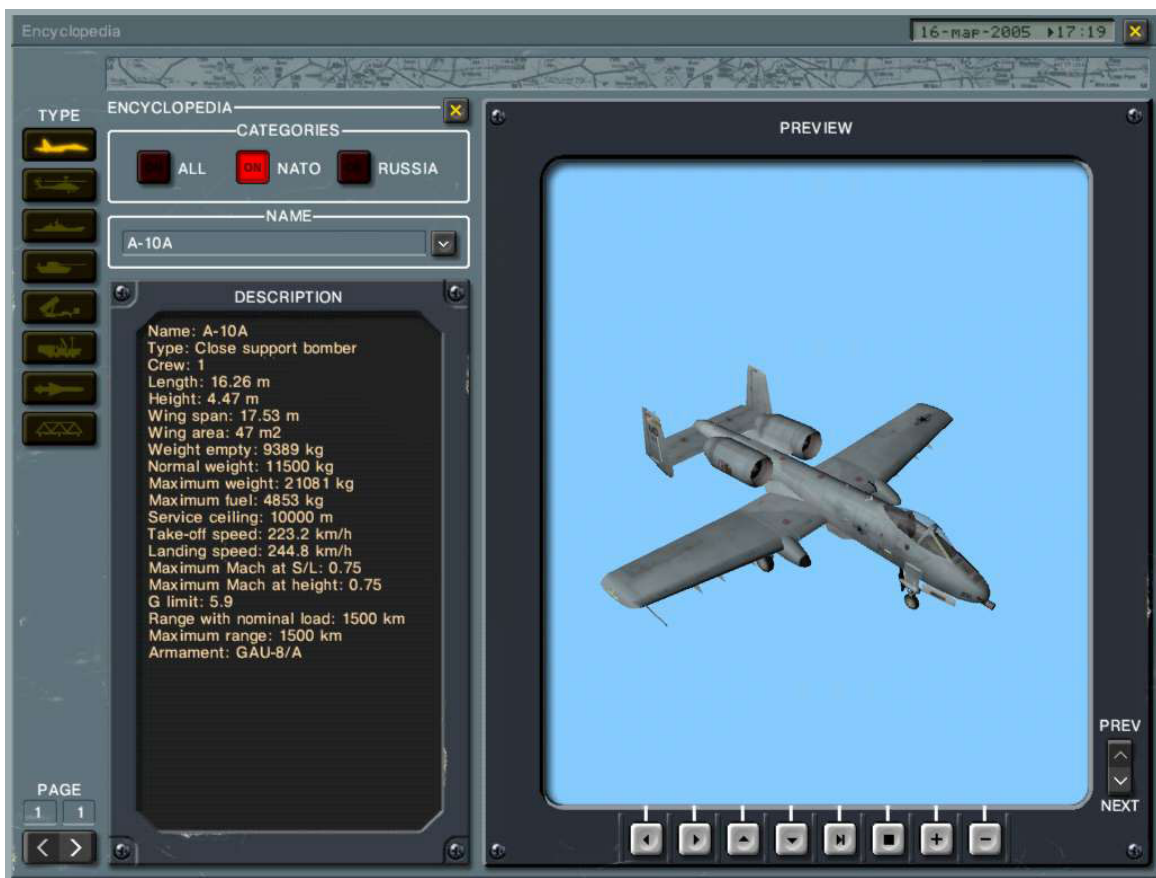 Encyclopedia
16-мар-2005 17:19
TYPE
ENCYCLOPEDIA
CATEGORIES
ALL
ON
NATO
RUSSIA
NAME
A-10A
DESCRIPTION
Name: A-10A
Type: Close support bomber
Crew: 1
Length: 16.26 m
Height: 4.47 m
Wing span: 17.53 m
Wing area: 47 m2
Weight empty: 9389 kg
Normal weight: 11500 kg
Maximum weight: 21081 kg
Maximum fuel: 4853 kg
Service ceiling: 10000 m
Take-off speed: 223.2 km/h
Landing speed: 244.8 km/h
Maximum Mach at S/L: 0.75
Maximum Mach at height: 0.75
G limit: 5.9
Range with nominal load: 1500 km
Maximum range: 1500 km
Armament: GAU-8/A
PAGE
1 1
PREVIEW
PREV
NEXT